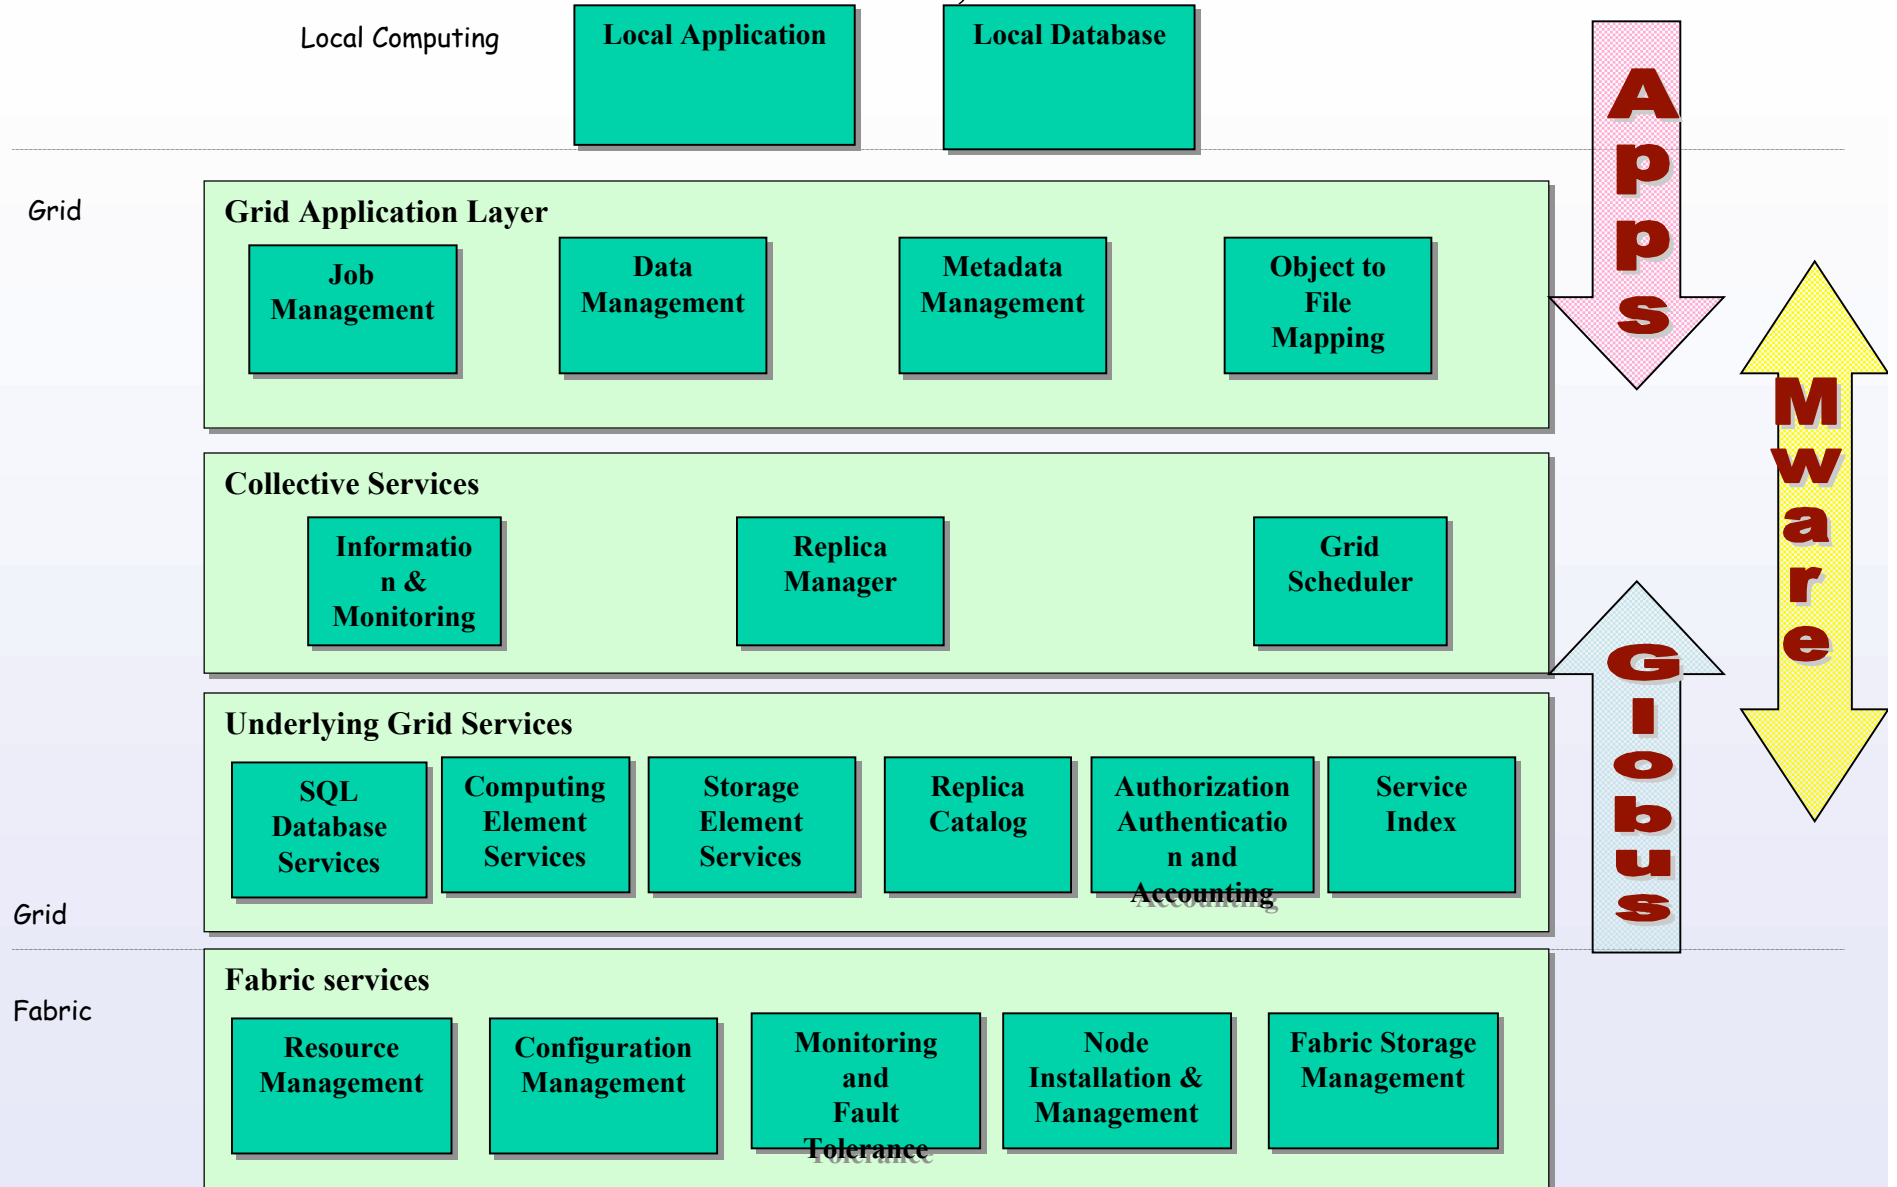 Local Computing
Local Application
Local Database
Grid
Grid Application Layer
Job
Management
Data
Management
Metadata
Management
Object to
File
Mapping
Collective Services
Informatio
n &
Monitoring
Replica
Manager
Grid
Scheduler
Underlying Grid Services
SQL
Database
Services
Computing
Element
Services
Storage
Element
Services
Replica
Catalog
Authorization
Authenticatio
n and
Accounting
Service
Index
Grid
Fabric
Fabric services
Resource
Management
Configuration
Management
Monitoring
and
Fault
Tolerance
Node
Installation &
Management
Fabric Storage
Management
Apps
Mware
Globus